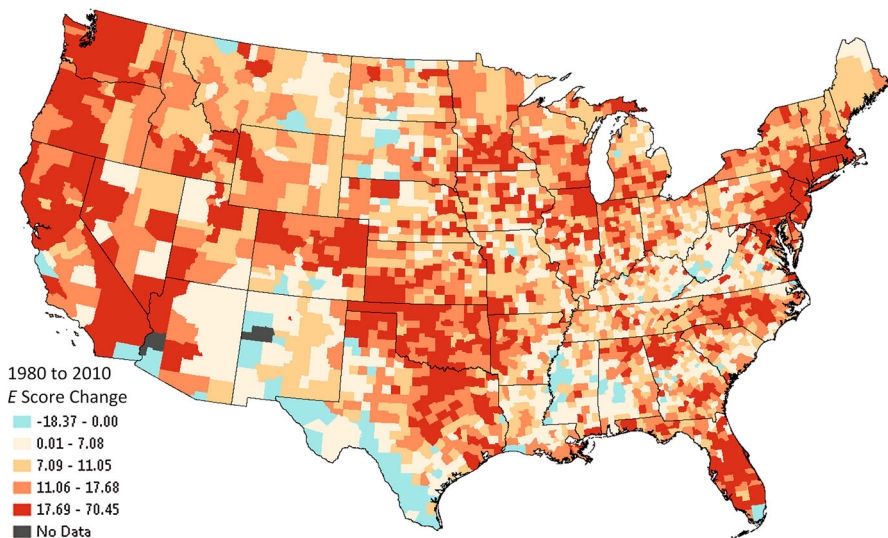 1980 to 2010
E Score Change
-18.37 - 0.00
0.01 - 7.08
7.09 - 11.05
11.06 - 17.68
17.69 - 70.45
No Data